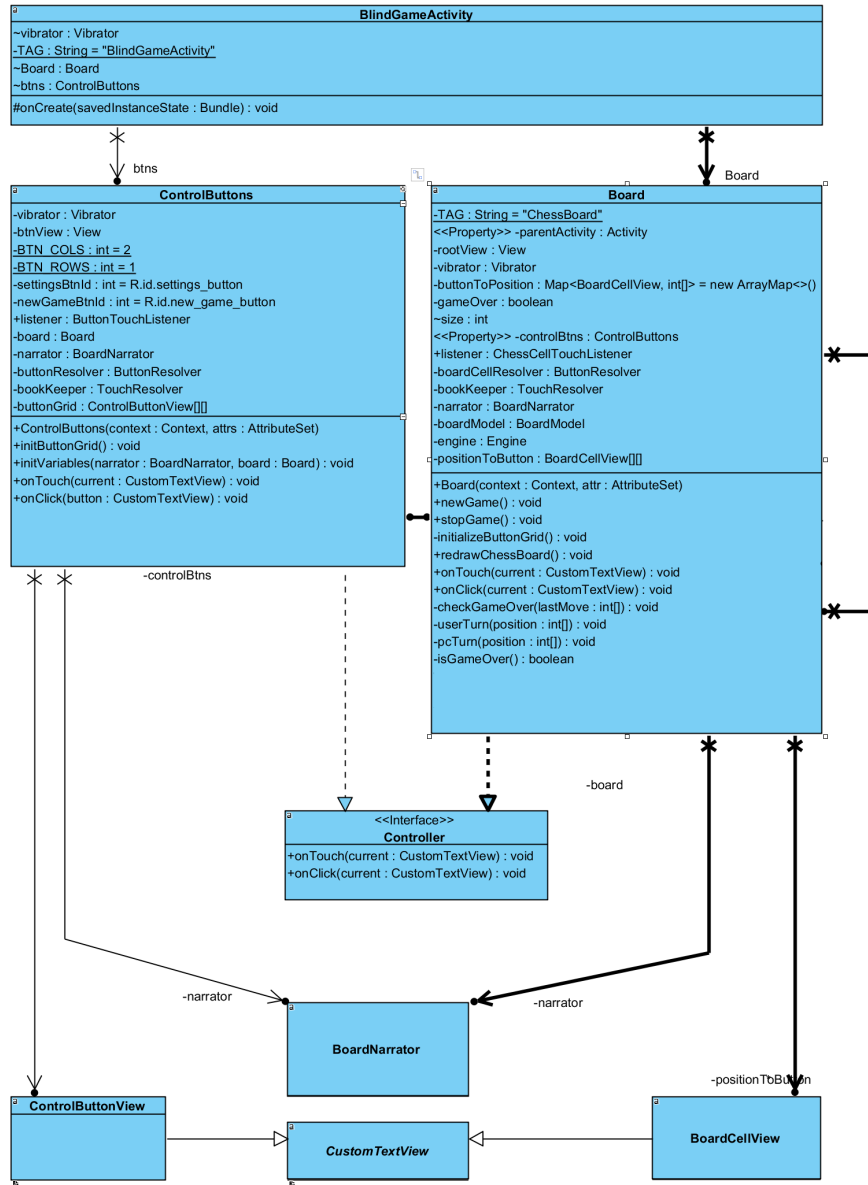 BlindGameActivity
~vibrator : Vibrator
-TAG : String = "BlindGameActivity"
~Board : Board
~btns : ControlButtons
#onCreate(savedInstanceState : Bundle) : void
btns
Board
ControlButtons
-vibrator : Vibrator
-btnView : View
-BTN_COLS : int = 2
-BTN_ROWS : int = 1
-settingsBtnId : int = R.id.settings_button
-newGameBtnId : int = R.id.new_game_button
+listener : ButtonTouchListener
-board : Board
-narrator : BoardNarrator
-buttonResolver : ButtonResolver
-bookKeeper : TouchResolver
-buttonGrid : ControlButtonView[][]
+ControlButtons(context : Context, attrs : AttributeSet)
+initButtonGrid() : void
+initVariables(narrator : BoardNarrator, board : Board) : void
+onTouch(current : CustomTextView) : void
+onClick(button : CustomTextView) : void
Board
-TAG : String = "ChessBoard"
<<Property>> -parentActivity : Activity
-rootView : View
-vibrator : Vibrator
-buttonToPosition : Map<BoardCellView, int[]> = new ArrayMap<>()
-gameOver : boolean
~size : int
<<Property>> -controlBtns : ControlButtons
+listener : ChessCellTouchListener
-boardCellResolver : ButtonResolver
-bookKeeper : TouchResolver
-narrator : BoardNarrator
-boardModel : BoardModel
-engine : Engine
-positionToButton : BoardCellView[][]
+Board(context : Context, attr : AttributeSet)
+newGame() : void
+stopGame() : void
-initializeButtonGrid() : void
+redrawChessBoard() : void
+onTouch(current : CustomTextView) : void
+onClick(current : CustomTextView) : void
-checkGameOver(lastMove : int[]) : void
-userTurn(position : int[]) : void
-pcTurn(position : int[]) : void
-isGameOver() : boolean
-controlBtns
-board
<<Interface>>
Controller
+onTouch(current : CustomTextView) : void
+onClick(current : CustomTextView) : void
-narrator
-narrator
BoardNarrator
-positionToButton
ControlButtonView
CustomTextView
BoardCellView